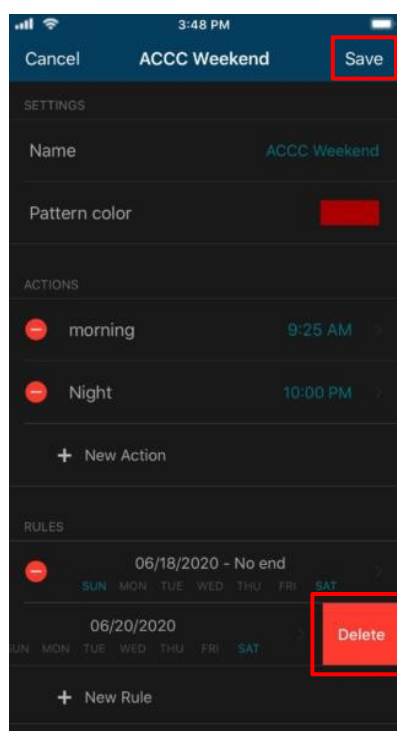 3:48 PM
Cancel ACCC Weekend Save
SETTINGS
Name ACCC Weekend
Pattern color
ACTIONS
morning 9:25 AM
Night 10:00 PM
+ New Action
RULES
06/18/2020 - No end
SUN MON TUE WED THU FRI SAT
06/20/2020 Delete
UN MON TUE WED THU FRI SAT
+ New Rule